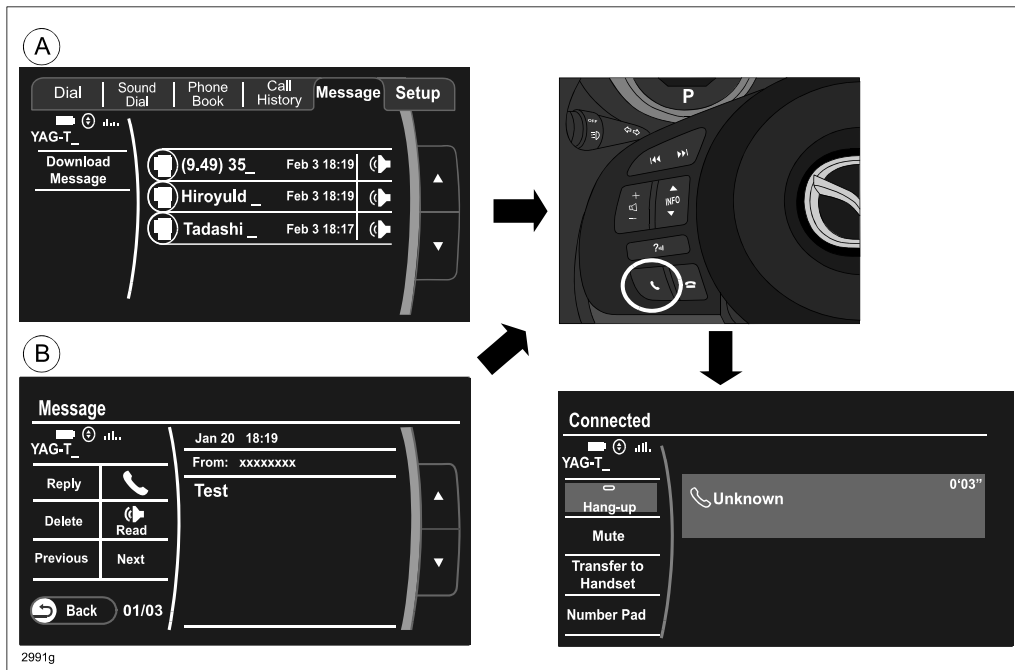 A
Dial
Sound
Dial
Phone
Book
Call
History
Message
Setup
YAG-T_
Download
Message
(9.49) 35_ Feb 3 18:19
Hiroyuld _ Feb 3 18:19
Tadashi _ Feb 3 18:17
P
OFF
+
INFO
−
?
B
Message
YAG-T_
Jan 20 18:19
From: xxxxxxxx
Reply
Test
Delete
Read
Previous
Next
Back 01/03
Connected
YAG-T_
Hang-up
Unknown
0'03"
Mute
Transfer to
Handset
Number Pad
2991g